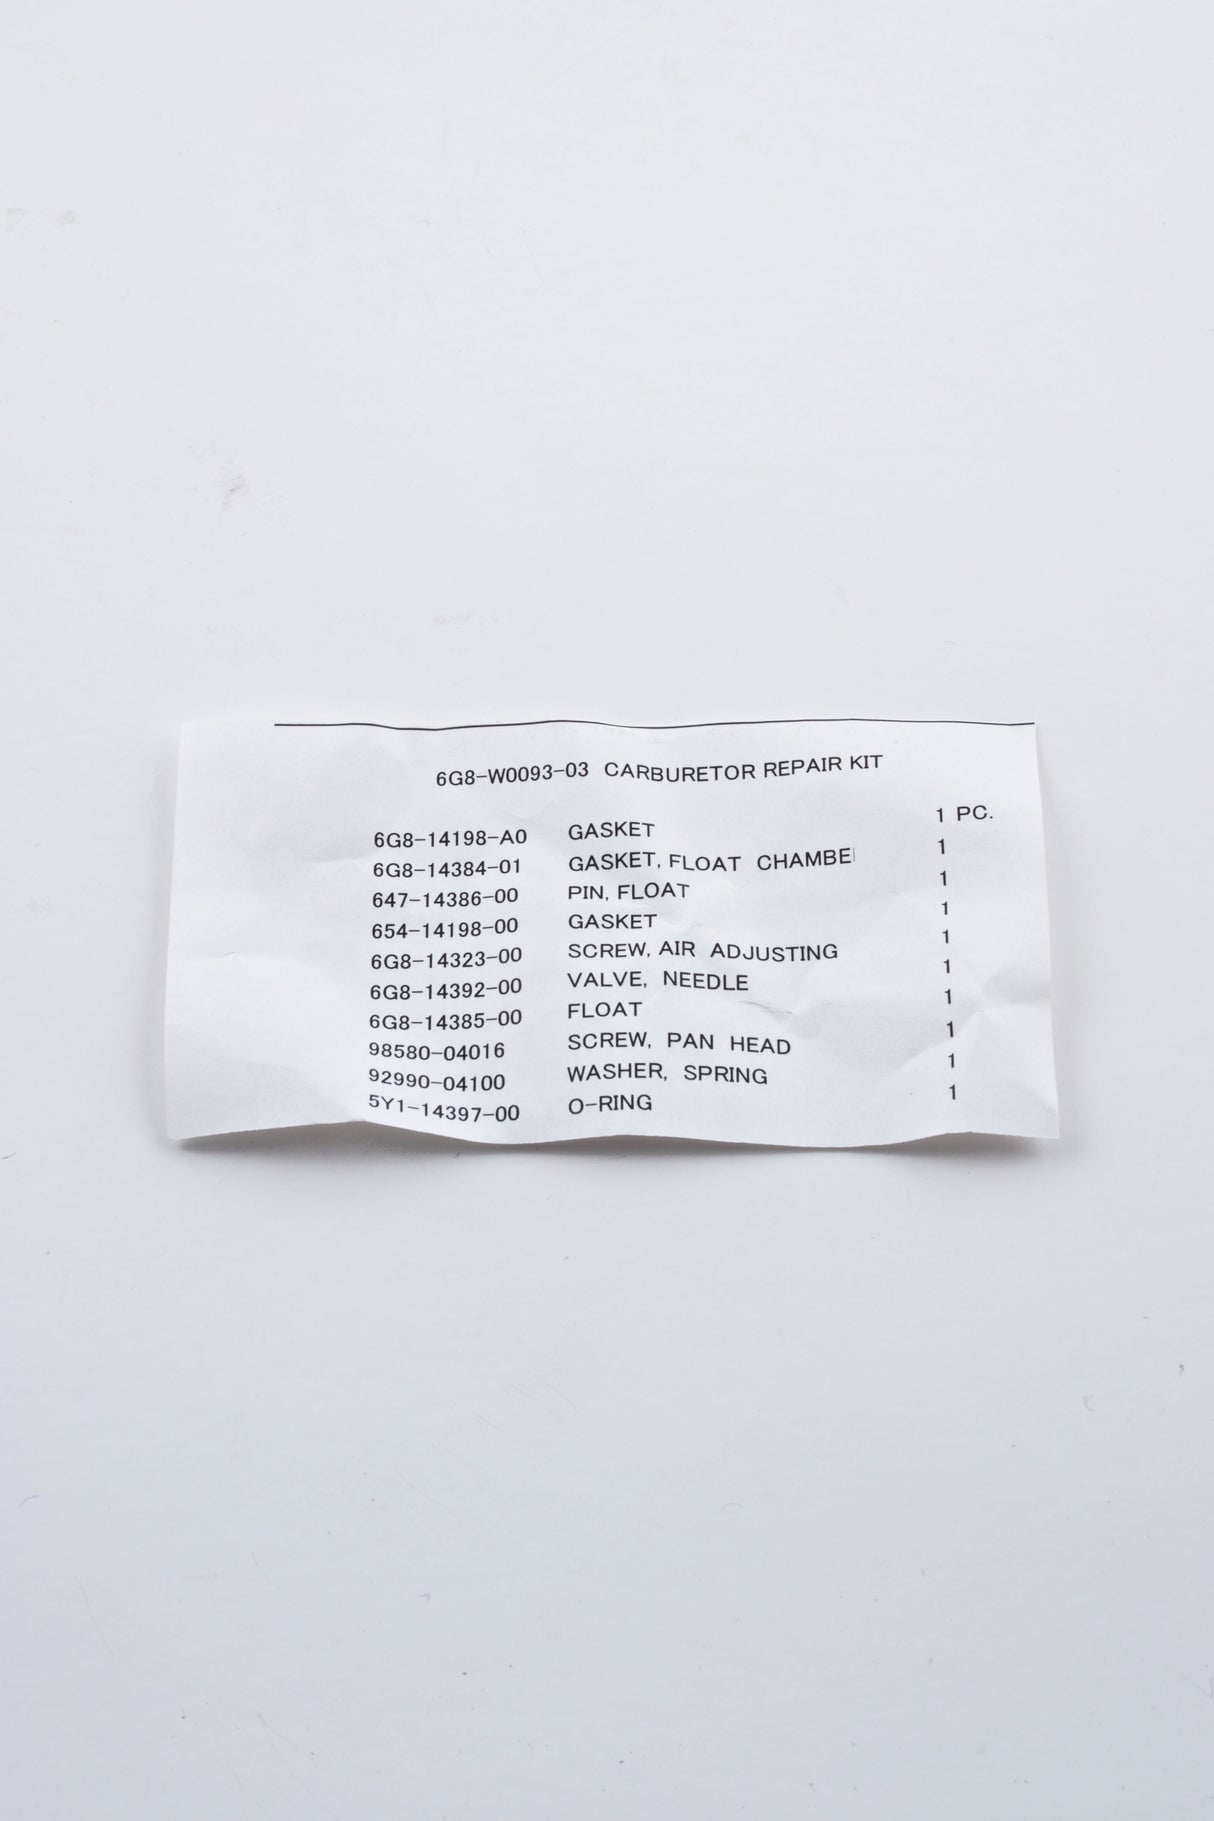 6G8-W0093-03 CARBURETOR REPAIR KIT
6G8-14198-A0 GASKET 1 PC.
6G8-14384-01 GASKET, FLOAT CHAMBE 1
647-14386-00 PIN, FLOAT 1
654-14198-00 GASKET 1
6G8-14323-00 SCREW, AIR ADJUSTING 1
6G8-14392-00 VALVE, NEEDLE 1
6G8-14385-00 FLOAT 1
98580-04016 SCREW, PAN HEAD 1
92990-04100 WASHER, SPRING 1
5Y1-14397-00 O-RING 1